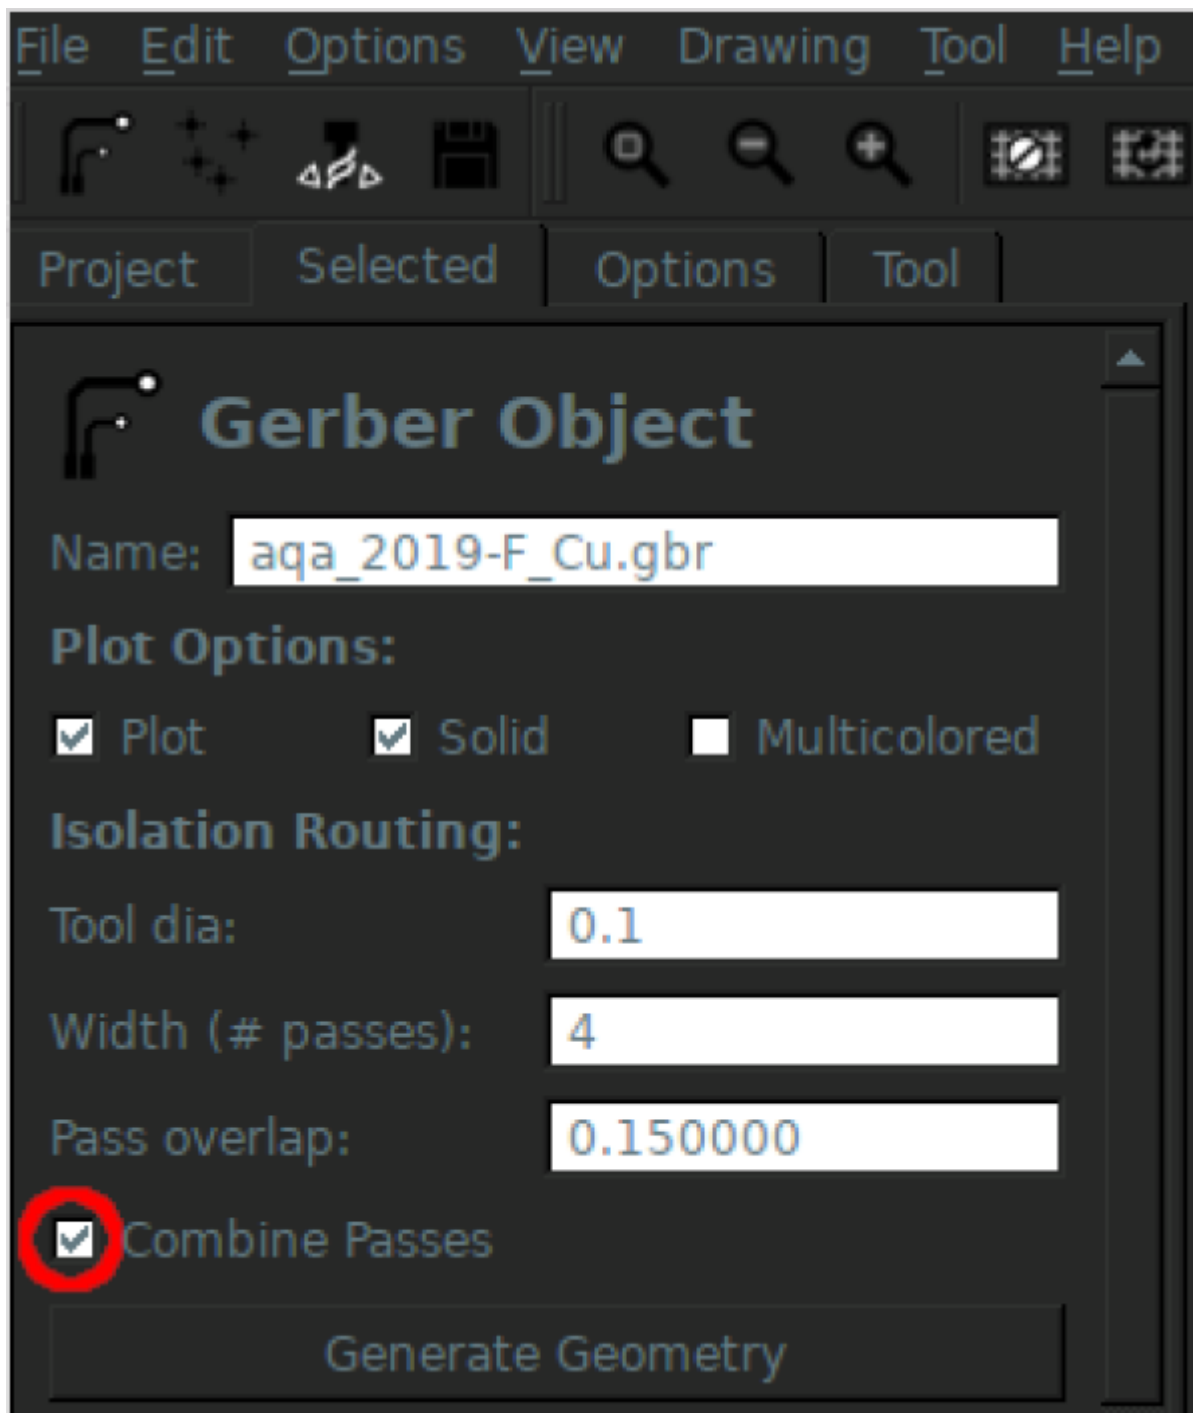 File Edit Options View Drawing Tool Help
Project Selected Options Tool
Gerber Object
Name: aqa_2019-F_Cu.gbr
Plot Options:
Plot Solid Multicolored
Isolation Routing:
Tool dia: 0.1
Width (# passes): 4
Pass overlap: 0.150000
Combine Passes
Generate Geometry